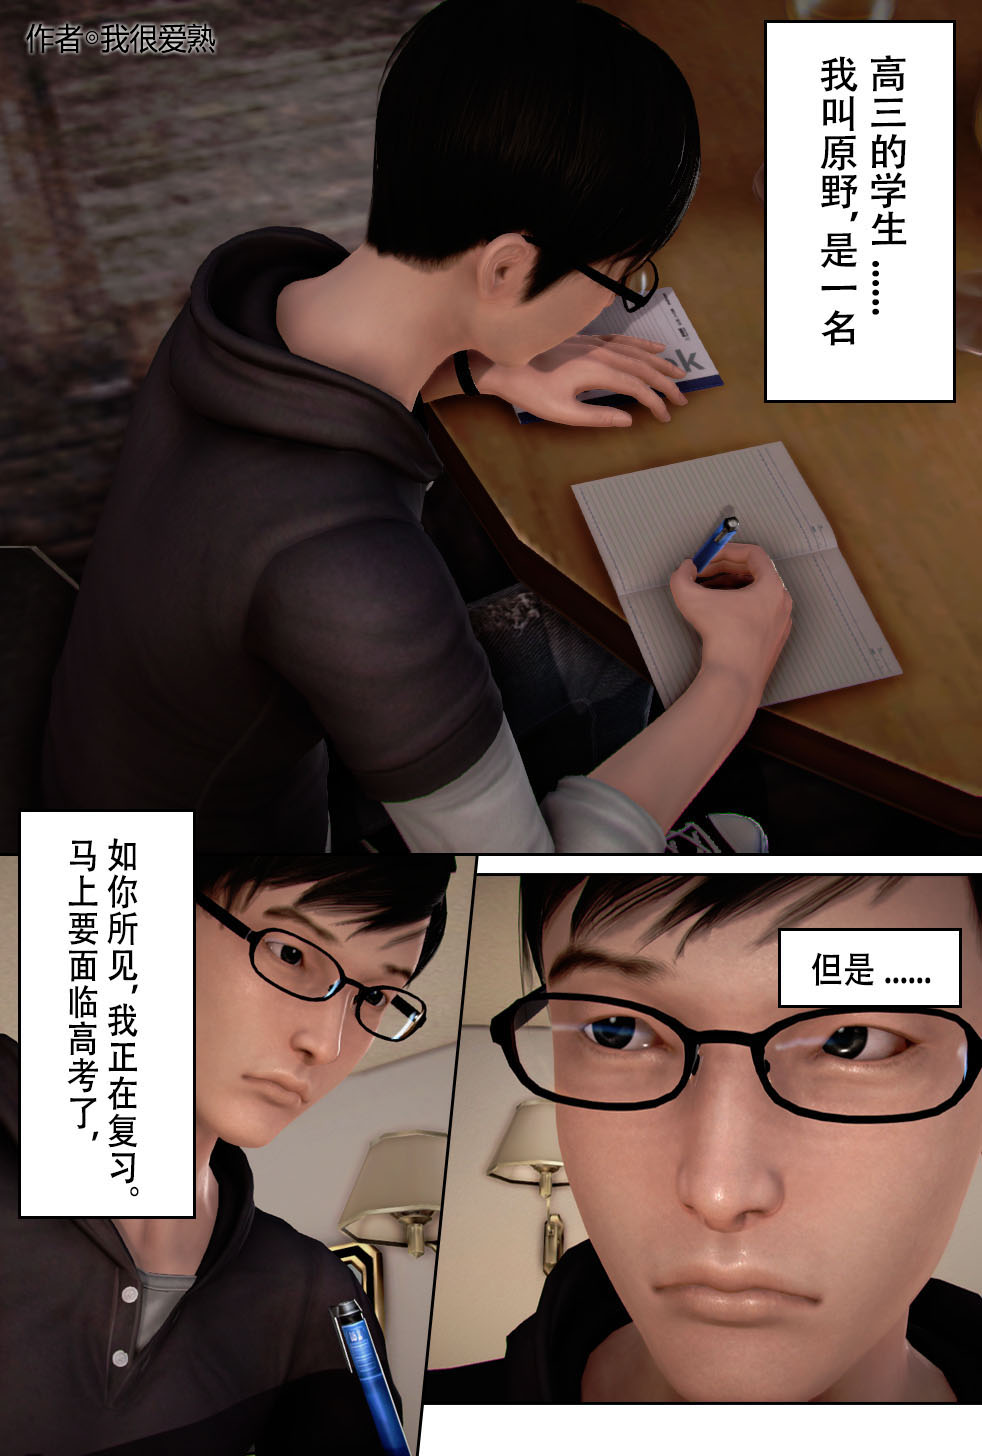 作者◎我很爱熟
我叫原野，是一名
高三的学生……
马上要面临高考了，
如你所见，我正在复习。
但是……